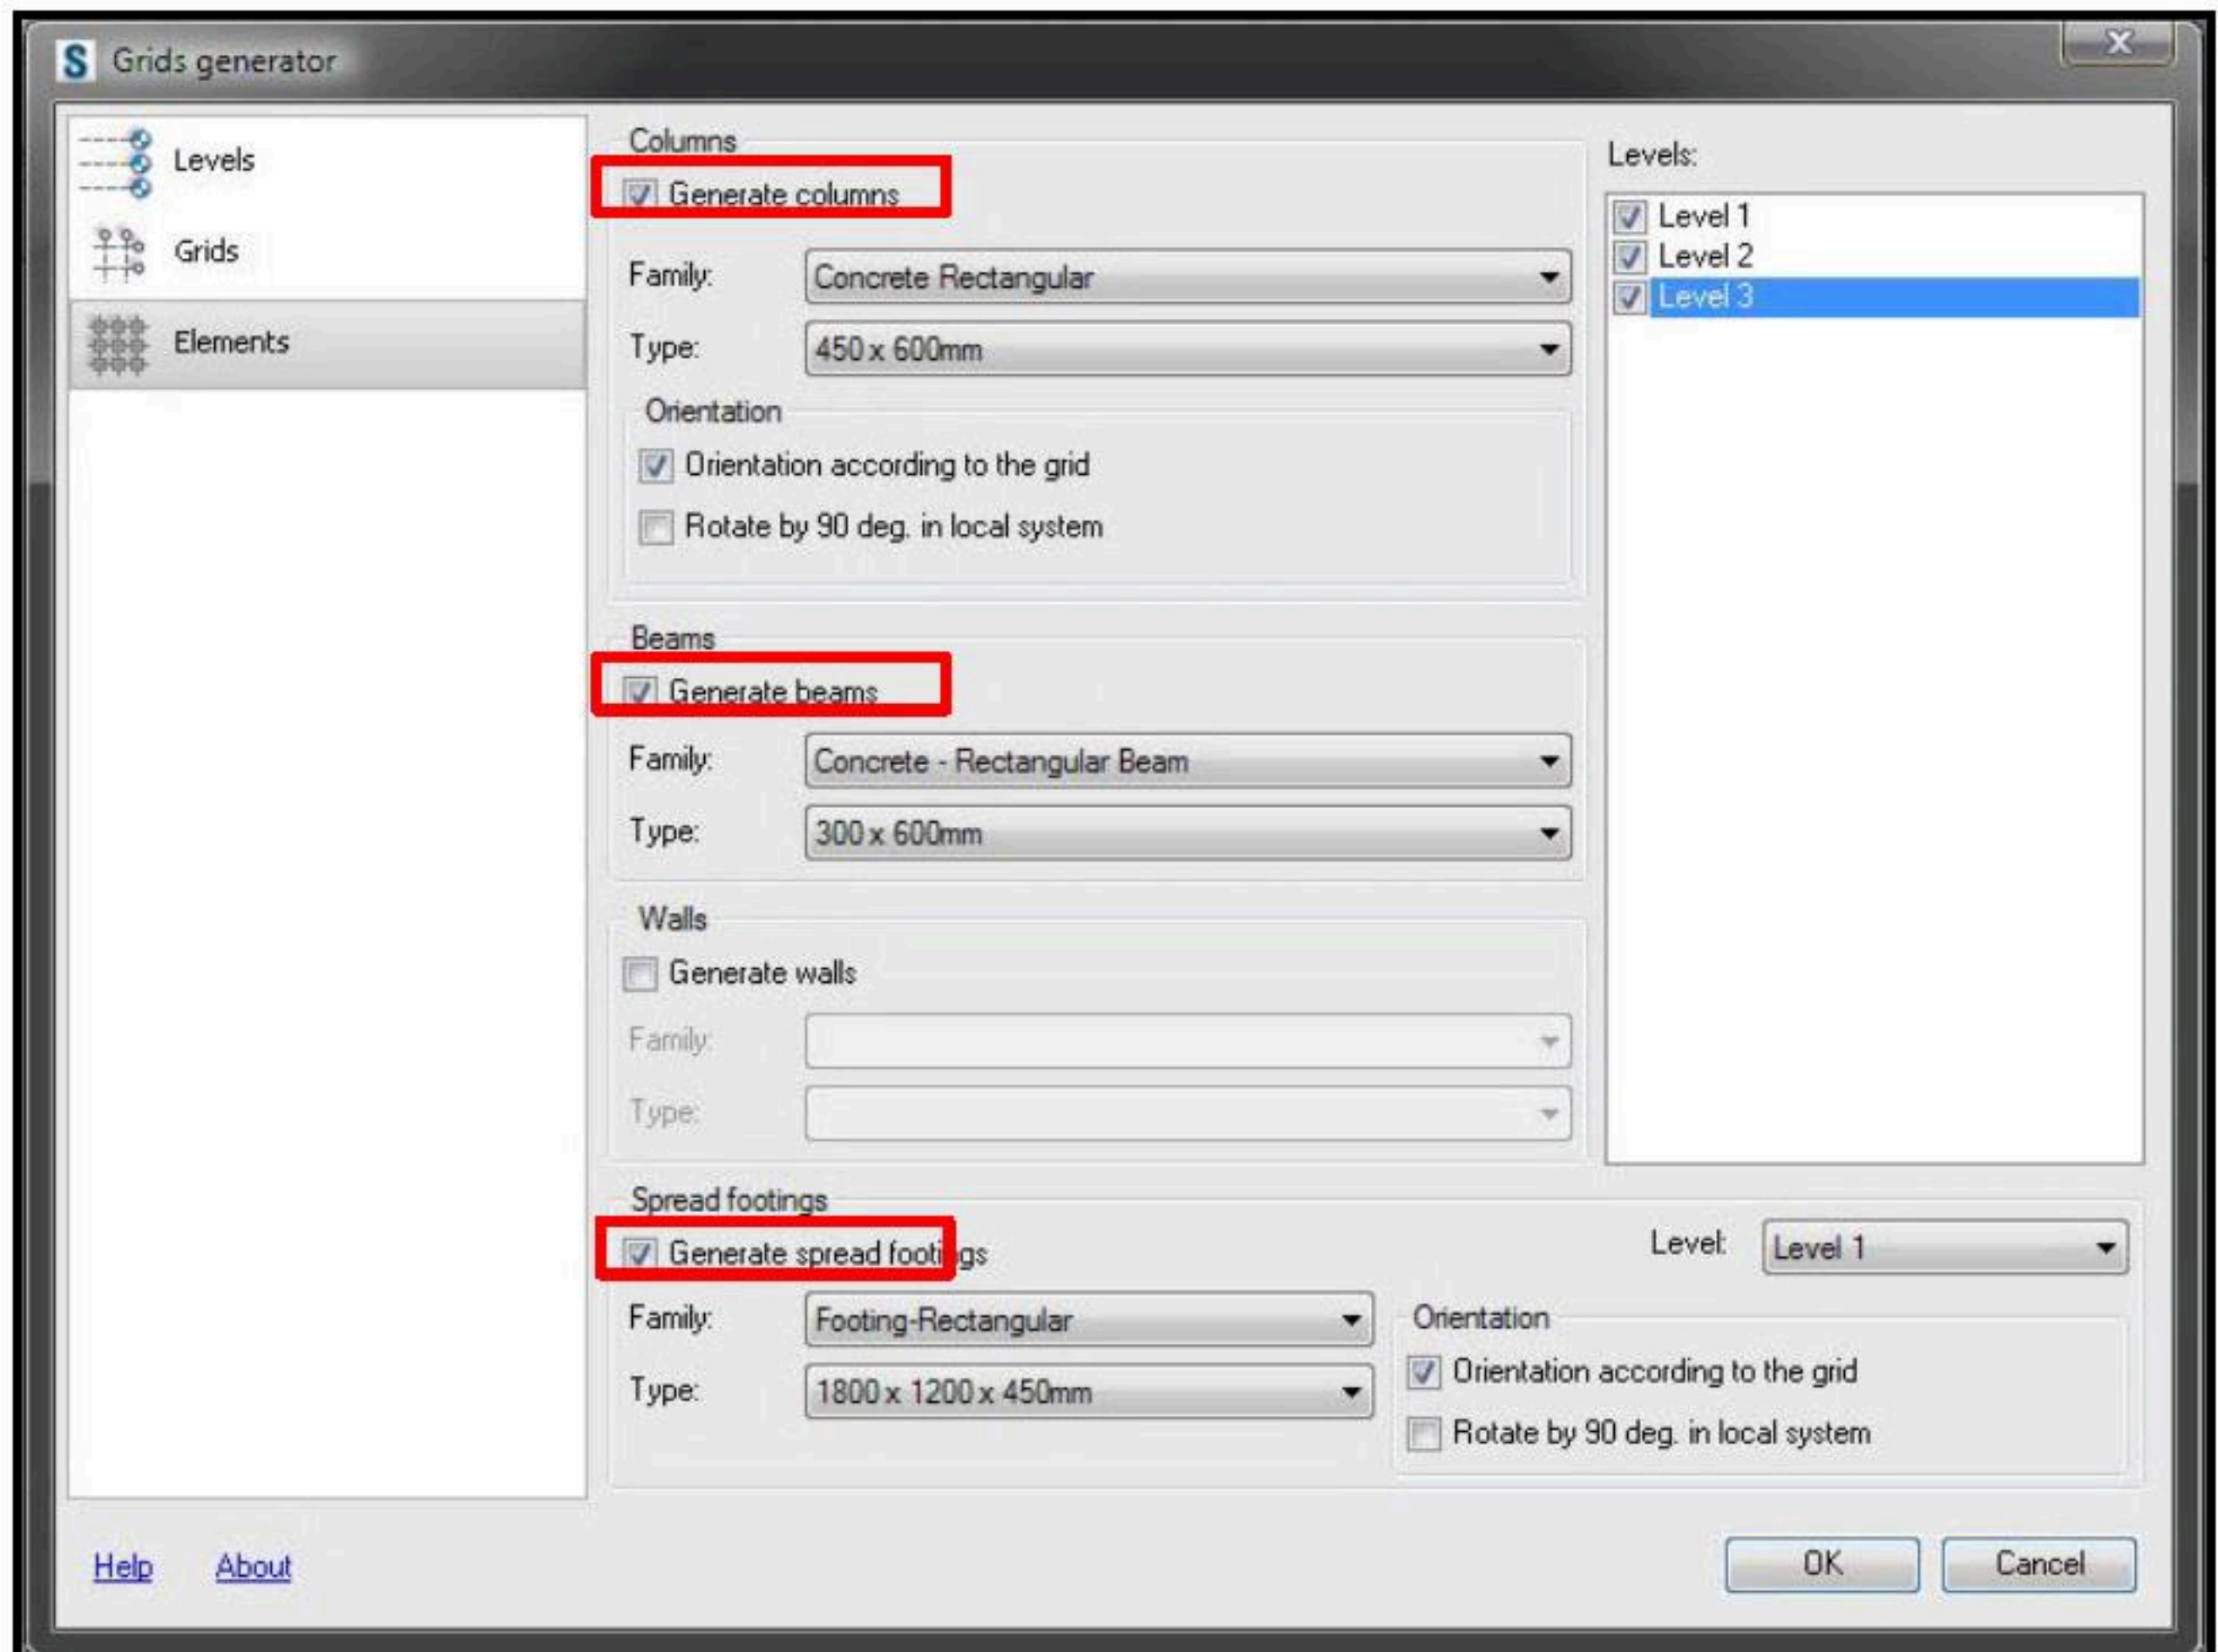 S Grids generator
Levels
Grids
Elements
Columns
Generate columns
Family: Concrete Rectangular
Type: 450 x 600mm
Orientation
Orientation according to the grid
Rotate by 90 deg. in local system
Beams
Generate beams
Family: Concrete - Rectangular Beam
Type: 300 x 600mm
Walls
Generate walls
Family:
Type:
Levels:
Level 1
Level 2
Level 3
Spread footings
Generate spread footings
Level: Level 1
Family: Footing-Rectangular
Type: 1800 x 1200 x 450mm
Orientation
Orientation according to the grid
Rotate by 90 deg. in local system
Help About
OK Cancel